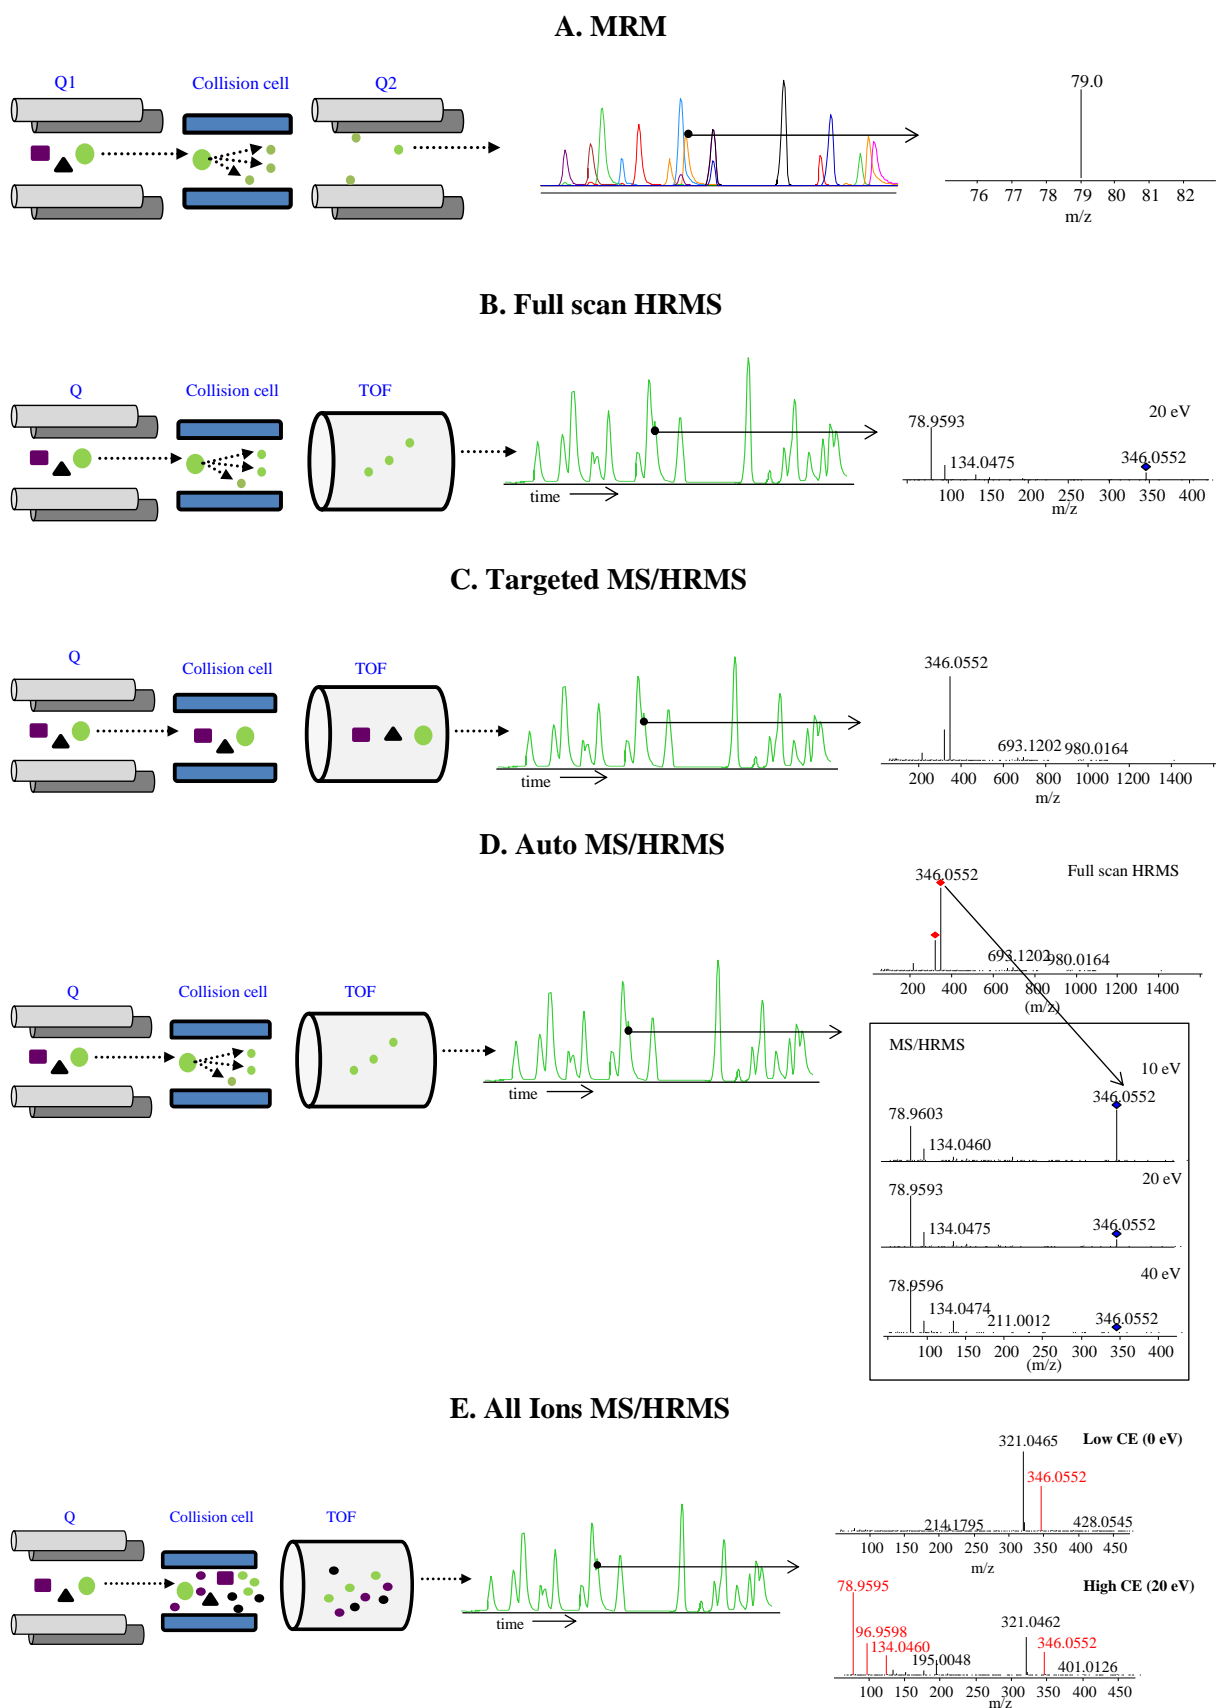 A. MRM
Q1 Collision cell Q2
79.0
76 77 78 79 80 81 82
m/z
B. Full scan HRMS
Q Collision cell TOF
20 eV
78.9593
134.0475 346.0552
time
100 150 200 250 300 350 400
m/z
C. Targeted MS/HRMS
Q Collision cell TOF
346.0552
693.1202 980.0164
time
200 400 600 800 1000 1200 1400
m/z
D. Auto MS/HRMS
346.0552 Full scan HRMS
693.1202 980.0164
200 400 600 800 1000 1200 1400
(m/z)
Q Collision cell TOF
time
MS/HRMS
10 eV
346.0552
78.9603
134.0460
20 eV
78.9593
134.0475 346.0552
40 eV
78.9596
134.0474 211.0012 346.0552
100 150 200 250 300 350 400
(m/z)
E. All Ions MS/HRMS
321.0465 Low CE (0 eV)
346.0552
214.1795 428.0545
100 150 200 250 300 350 400 450
m/z
Q Collision cell TOF
time
78.9595 High CE (20 eV)
96.9598 321.0462
134.0460 346.0552
195.0048 401.0126
100 150 200 250 300 350 400 450
m/z